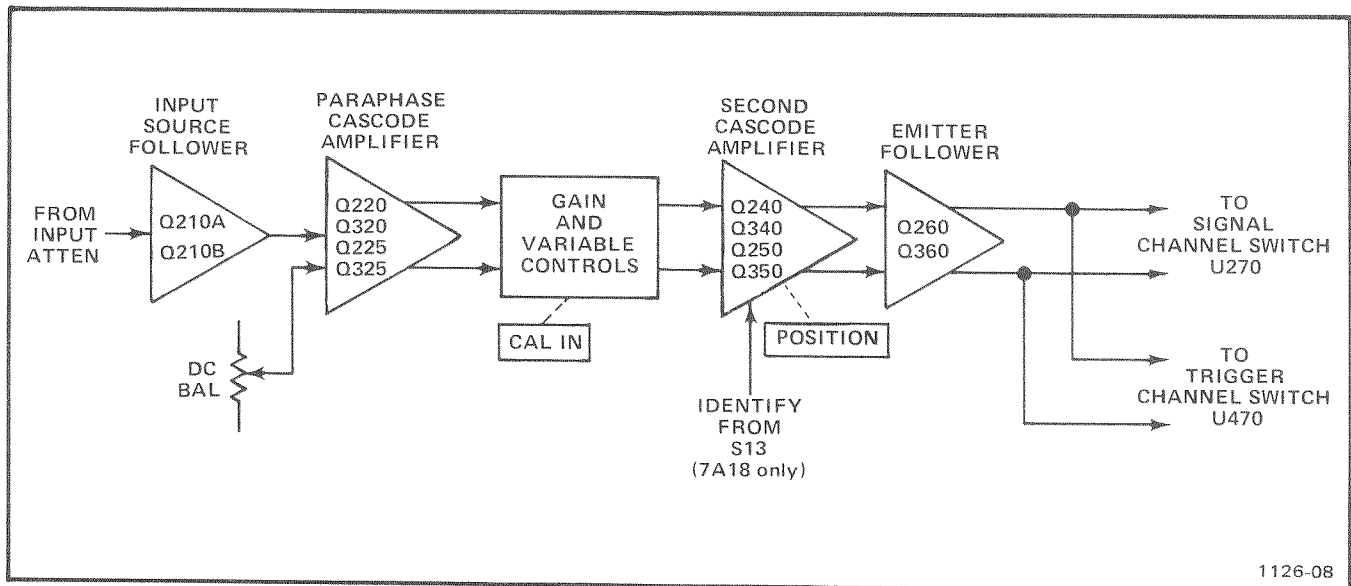 INPUT
SOURCE
FOLLOWER
Q210A
Q210B
FROM
INPUT
ATTEN
PARAPHASE
CASCODE
AMPLIFIER
Q220
Q320
Q225
Q325
DC
BAL
GAIN
AND
VARIABLE
CONTROLS
CAL IN
SECOND
CASCODE
AMPLIFIER
Q240
Q340
Q250
Q350
POSITION
IDENTIFY
FROM
S13
(7A18 only)
EMITTER
FOLLOWER
Q260
Q360
TO
SIGNAL
CHANNEL SWITCH
U270
TO
TRIGGER
CHANNEL SWITCH
U470
1126-08